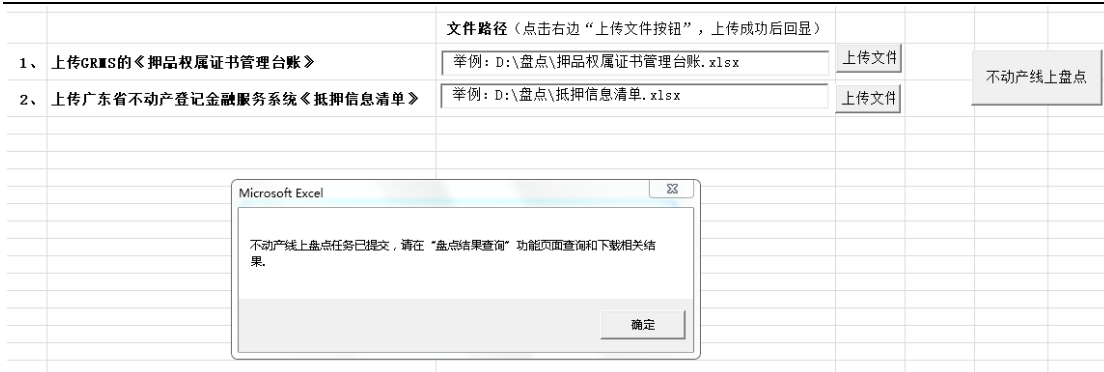 文件路径（点击右边“上传文件按钮”，上传成功后回显）
1、 上传GRMS的《押品权属证书管理台账》 举例：D:\盘点\押品权属证书管理台账.xlsx 上传文件
不动产线上盘点
2、 上传广东省不动产登记金融服务系统《抵押信息清单》 举例：D:\盘点\抵押信息清单.xlsx 上传文件
Microsoft Excel
不动产线上盘点任务已提交，请在“盘点结果查询”功能页面查询和下载相关结
果.
确定